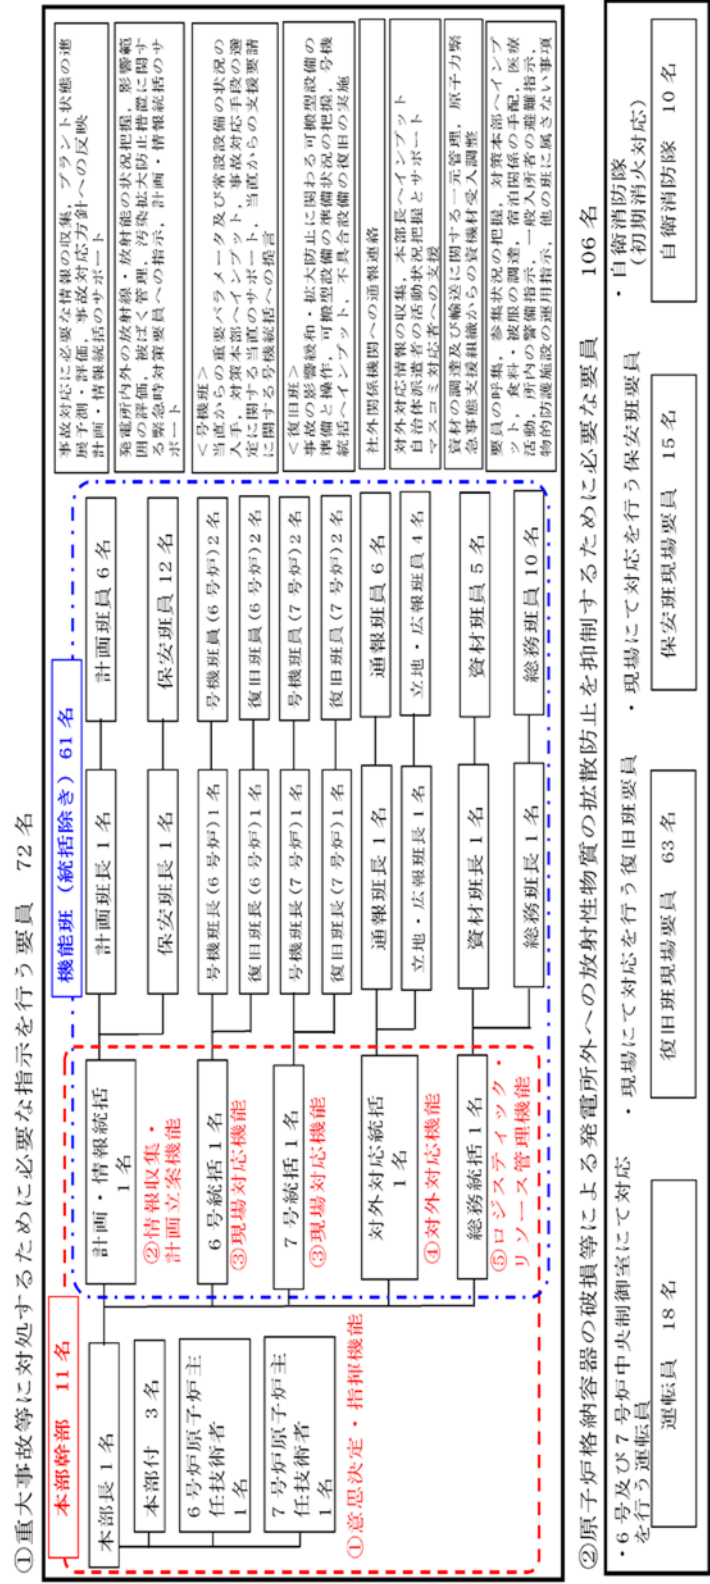 ①重大事故等に対処するために必要な指示を行う要員　72名
本部幹部　11名
本部長 1名
本部付　3名
6号炉原子炉主
任技術者
1名
7号炉原子炉主
任技術者
1名
①意思決定・指揮機能
計画・情報統括
1名
②情報収集・
計画立案機能
6号統括 1名
③現場対応機能
7号統括 1名
③現場対応機能
対外対応統括
1名
④対外対応機能
総務統括 1名
⑤ロジスティック・
リソース管理機能
機能班（統括除き）61名
計画班長 1名
計画班員 6名
保安班長 1名
保安班員 12名
号機班長(6号炉)1名
号機班員(6号炉)2名
復旧班長(6号炉)1名
復旧班員(6号炉)2名
号機班長(7号炉)1名
号機班員(7号炉)2名
復旧班長(7号炉)1名
復旧班員(7号炉)2名
通報班長 1名
通報班員 6名
立地・広報班長 1名
立地・広報班員 4名
資材班長 1名
資材班員 5名
総務班長 1名
総務班員 10名
事故対応に必要な情報の収集，プラント状態の進
展予測・評価，事故対応方針への反映
計画・情報統括のサポート
発電所内外の放射線・放射能の状況把握，影響範
囲の評価，被ばく管理，汚染拡大防止措置に関す
る緊急時対策要員への指示，計画・情報統括のサ
ポート
＜号機班＞
当直からの重要パラメータ及び常設設備の状況の
入手，対策本部へインプット，事故対応手段の選
定に関する当直のサポート，当直からの支援要請
に関する号機統括への提言
＜復旧班＞
事故の影響緩和・拡大防止に関わる可搬型設備の
準備と操作，可搬型設備の準備状況の把握，号機
統括へインプット，不具合設備の復旧の実施
社外関係機関への通報連絡
対外対応情報の収集，本部長へインプット
自治体派遣者の活動状況把握とサポート
マスコミ対応者への支援
資材の調達及び輸送に関する一元管理，原子力緊
急事態支援組織からの資機材受入調整
要員の呼集，参集状況の把握，対策本部へインプ
ット，食料・被服の調達，宿泊関係の手配，医療
活動，所内の警備指示，一般入所者の避難指示，
物的防護施設の運用指示，他の班に属さない事項
②原子炉格納容器の破損等による発電所外への放射性物質の拡散防止を抑制するために必要な要員　106名
・6号及び7号炉中央制御室にて対応
を行う運転員
運転員　18名
・現場にて対応を行う復旧班要員
復旧班現場要員　63名
・現場にて対応を行う保安班要員
保安班現場要員　15名
・自衛消防隊
（初期消火対応）
自衛消防隊　10名